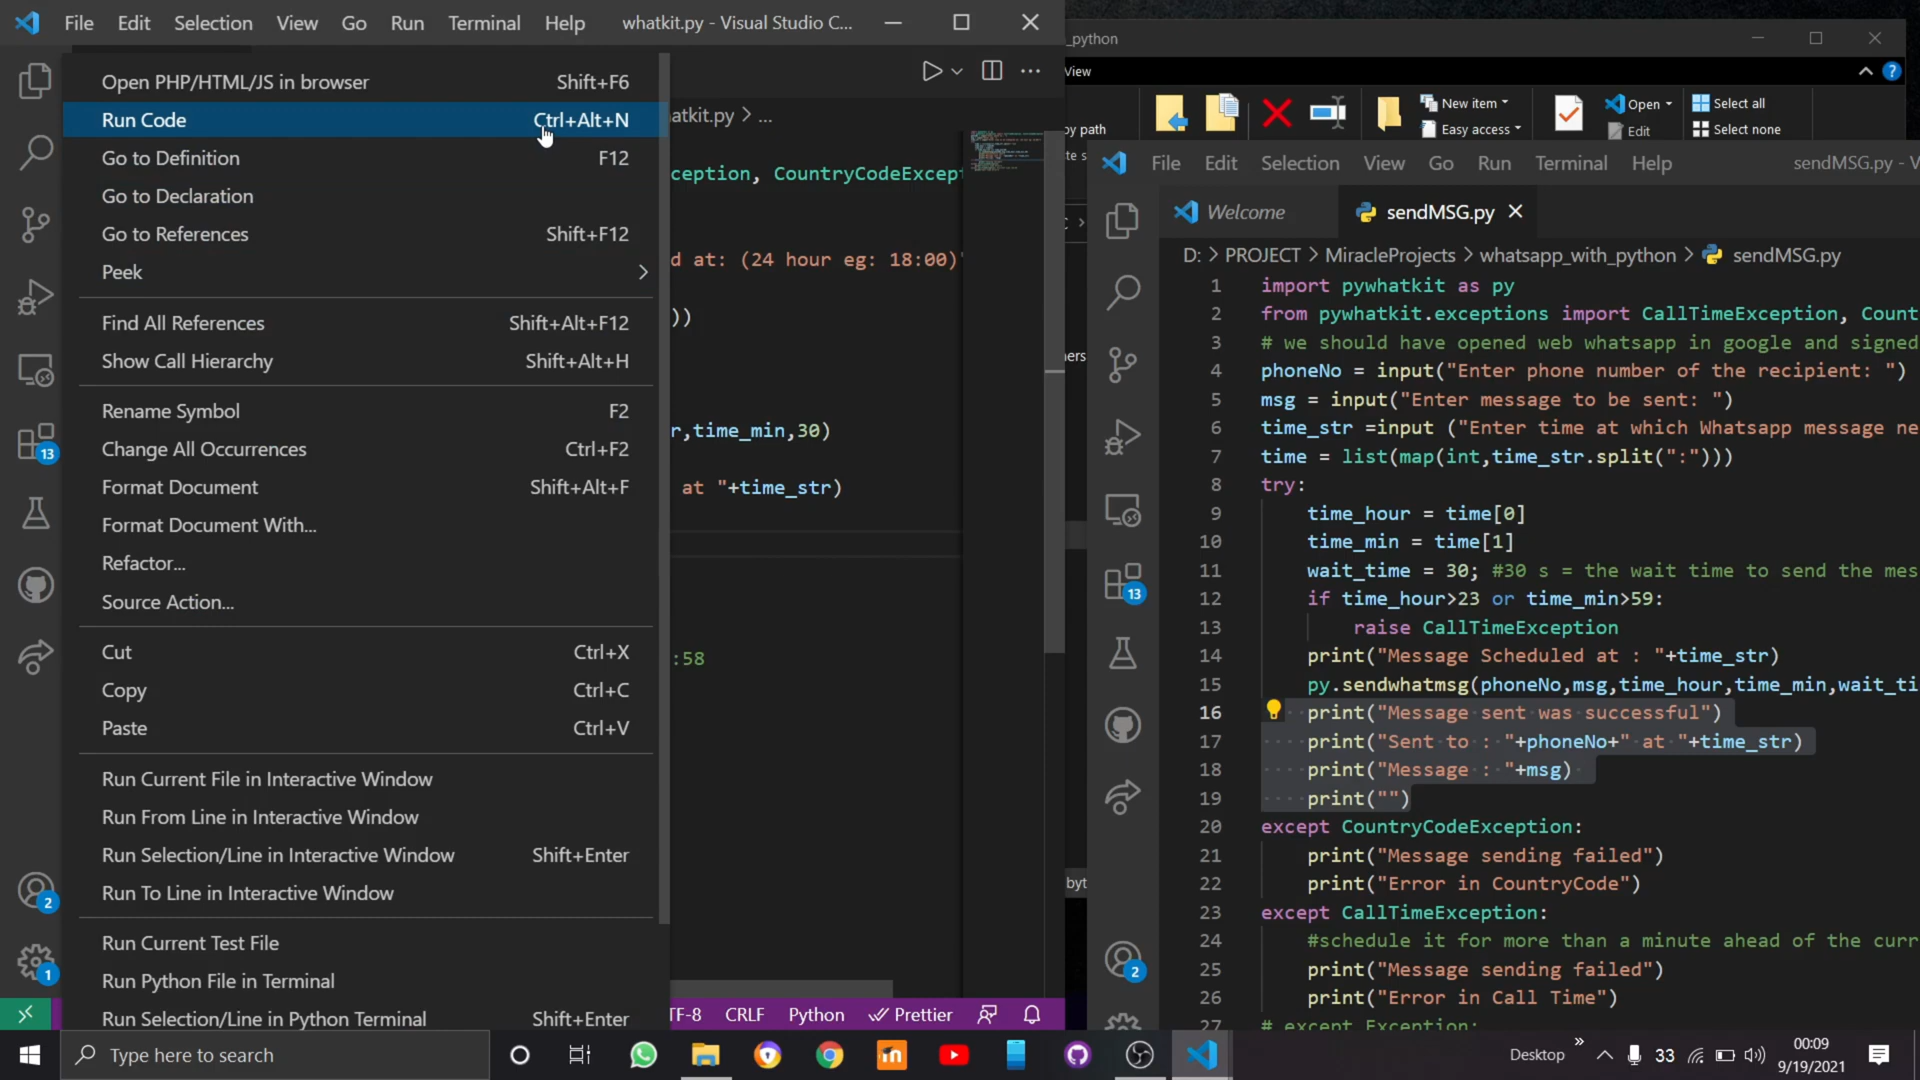 File Edit Selection View Go Run Terminal Help whatkit.py - Visual Studio C...
Open PHP/HTML/JS in browser Shift+F6
Run Code Ctrl+Alt+N
Go to Definition F12
Go to Declaration
Go to References Shift+F12
Peek
Find All References Shift+Alt+F12
Show Call Hierarchy Shift+Alt+H
Rename Symbol F2
Change All Occurrences Ctrl+F2
Format Document Shift+Alt+F
Format Document With...
Refactor...
Source Action...
Cut Ctrl+X
Copy Ctrl+C
Paste Ctrl+V
Run Current File in Interactive Window
Run From Line in Interactive Window
Run Selection/Line in Interactive Window Shift+Enter
Run To Line in Interactive Window
Run Current Test File
Run Python File in Terminal
Run Selection/Line in Python Terminal Shift+Enter
13
2
1
atkit.py > ...
ception, CountryCodeExcept
d at: (24 hour eg: 18:00)"
))
r,time_min,30)
at "+time_str)
:58
TF-8 CRLF Python Prettier
_python
View
New item Open Select all
y path Easy access Edit Select none
te s
ers
byt
File Edit Selection View Go Run Terminal Help sendMSG.py - V
Welcome sendMSG.py
D: > PROJECT > MiracleProjects > whatsapp_with_python > sendMSG.py
1 import pywhatkit as py
2 from pywhatkit.exceptions import CallTimeException, Count
3 # we should have opened web whatsapp in google and signed
4 phoneNo = input("Enter phone number of the recipient: ")
5 msg = input("Enter message to be sent: ")
6 time_str =input ("Enter time at which Whatsapp message ne
7 time = list(map(int,time_str.split(":")))
8 try:
9 time_hour = time[0]
10 time_min = time[1]
11 wait_time = 30; #30 s = the wait time to send the mes
12 if time_hour>23 or time_min>59:
13 raise CallTimeException
14 print("Message Scheduled at : "+time_str)
15 py.sendwhatmsg(phoneNo,msg,time_hour,time_min,wait_ti
16 print("Message sent was successful")
17 print("Sent to : "+phoneNo+" at "+time_str)
18 print("Message : "+msg)
19 print("")
20 except CountryCodeException:
21 print("Message sending failed")
22 print("Error in CountryCode")
23 except CallTimeException:
24 #schedule it for more than a minute ahead of the curr
25 print("Message sending failed")
26 print("Error in Call Time")
27 # except Exception:
13
2
Type here to search
Desktop 33 00:09
9/19/2021